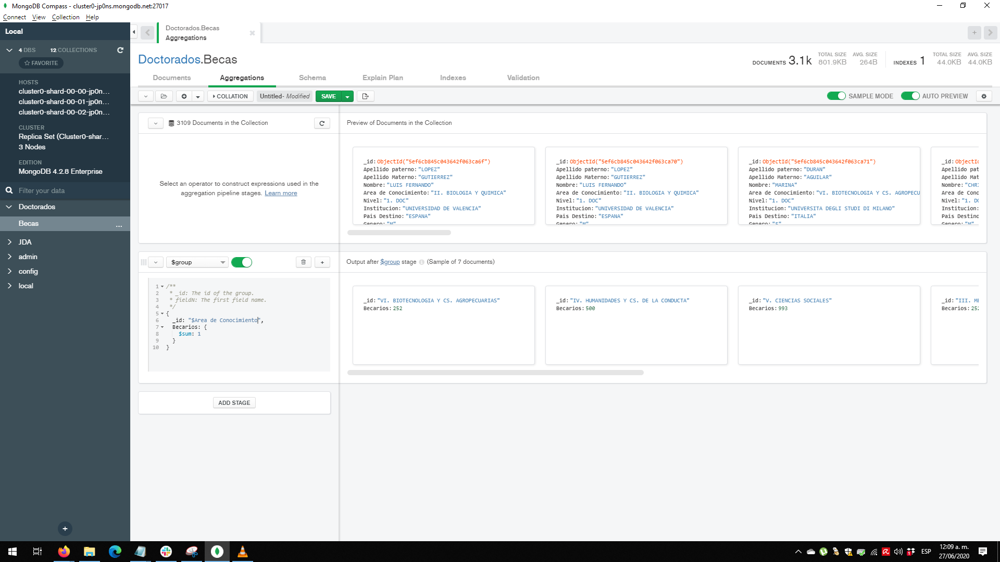 MongoDB Compass - cluster0-jp0ns.mongodb.net:27017
Connect View Collection Help
Local
4 DBS 12 COLLECTIONS
FAVORITE
HOSTS
cluster0-shard-00-00-jp0n...
cluster0-shard-00-01-jp0n...
cluster0-shard-00-02-jp0n...
CLUSTER
Replica Set (Cluster0-shar...
3 Nodes
EDITION
MongoDB 4.2.8 Enterprise
Filter your data
Doctorados
Becas ...
JDA
admin
config
local
Doctorados.Becas
Aggregations
Doctorados.Becas
DOCUMENTS 3.1k TOTAL SIZE 801.9KB AVG. SIZE 264B INDEXES 1 TOTAL SIZE 44.0KB AVG. SIZE 44.0KB
Documents Aggregations Schema Explain Plan Indexes Validation
COLLATION Untitled- Modified SAVE SAMPLE MODE AUTO PREVIEW
3109 Documents in the Collection
Preview of Documents in the Collection
Select an operator to construct expressions used in the
aggregation pipeline stages. Learn more
_id: ObjectId("5ef6cb845c043642f063ca6f")
Apellido paterno: "LOPEZ"
Apellido Materno: "GUTIERREZ"
Nombre: "LUIS FERNANDO"
Area de Conocimiento: "II. BIOLOGIA Y QUIMICA"
Nivel: "1. DOC"
Institucion: "UNIVERSIDAD DE VALENCIA"
Pais Destino: "ESPANA"
Genero: "M"
_id: ObjectId("5ef6cb845c043642f063ca70")
Apellido paterno: "LOPEZ"
Apellido Materno: "GUTIERREZ"
Nombre: "LUIS FERNANDO"
Area de Conocimiento: "II. BIOLOGIA Y QUIMICA"
Nivel: "1. DOC"
Institucion: "UNIVERSIDAD DE VALENCIA"
Pais Destino: "ESPANA"
Genero: "M"
_id: ObjectId("5ef6cb845c043642f063ca71")
Apellido paterno: "DURAN"
Apellido Materno: "AGUILAR"
Nombre: "MARINA"
Area de Conocimiento: "VI. BIOTECNOLOGIA Y CS. AGROPECU
Nivel: "1. DOC"
Institucion: "UNIVERSITA DEGLI STUDI DI MILANO"
Pais Destino: "ITALIA"
Genero: "F"
_id: ObjectId
Apellido pat
Apellido Mat
Nombre: "CHRI
Area de Cono
Nivel: "1. DO
Institucion:
Pais Destino
Genero: "M"
$group
Output after $group stage (Sample of 7 documents)
1 /**
2 * _id: The id of the group.
3 * fieldN: The first field name.
4 */
5 {
6 _id: "$Area de Conocimiento",
7 Becarios: {
8 $sum: 1
9 }
10 }
_id: "VI. BIOTECNOLOGIA Y CS. AGROPECUARIAS"
Becarios: 252
_id: "IV. HUMANIDADES Y CS. DE LA CONDUCTA"
Becarios: 500
_id: "V. CIENCIAS SOCIALES"
Becarios: 993
_id: "III. ME
Becarios: 252
ADD STAGE
ESP
12:09 a. m.
27/06/2020